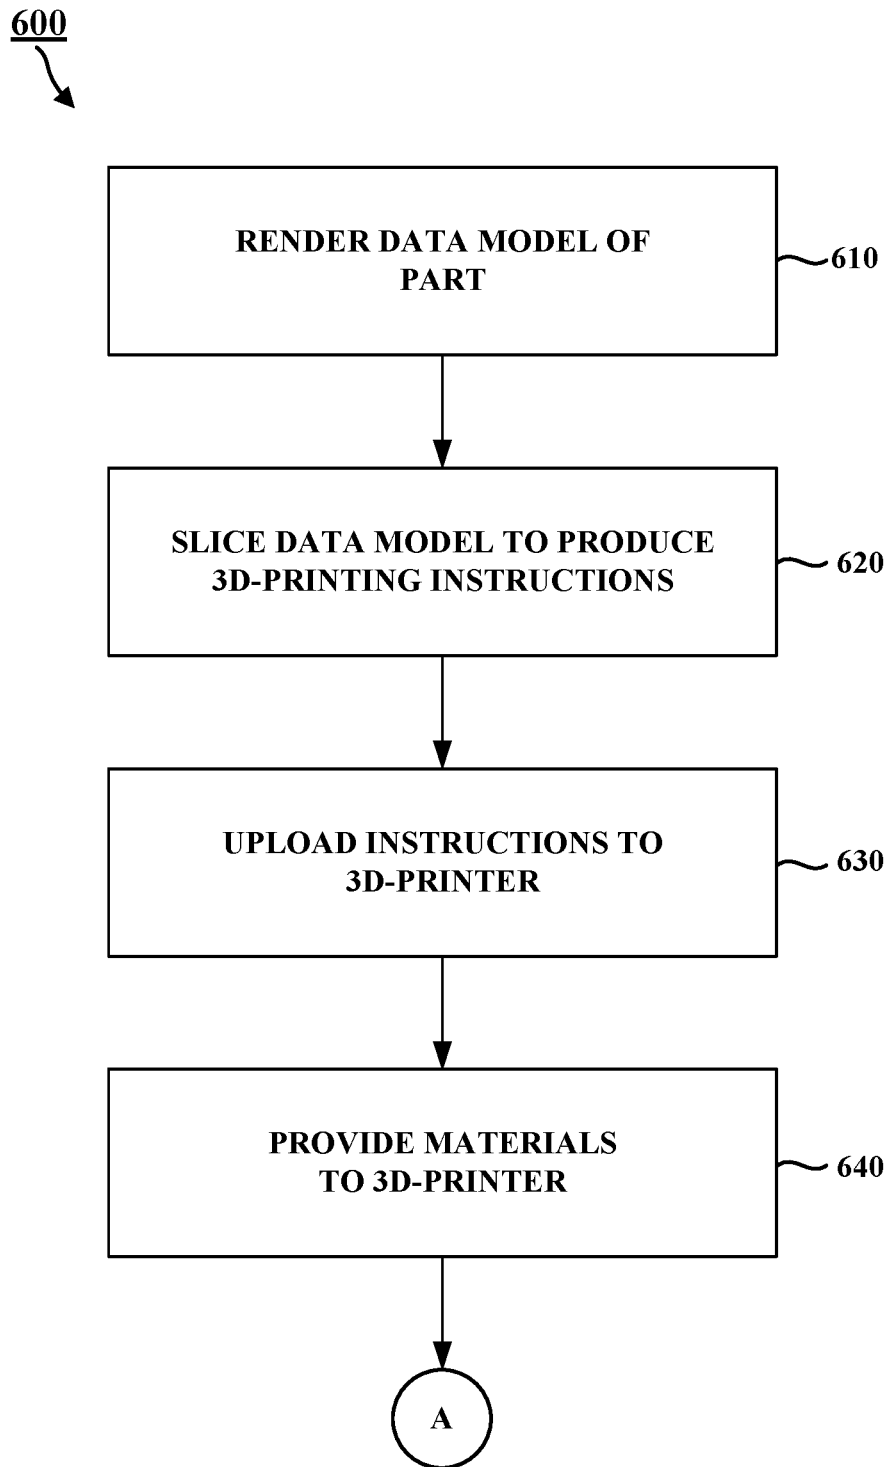 600
RENDER DATA MODEL OF
PART
610
SLICE DATA MODEL TO PRODUCE
3D-PRINTING INSTRUCTIONS
620
UPLOAD INSTRUCTIONS TO
3D-PRINTER
630
PROVIDE MATERIALS
TO 3D-PRINTER
640
A